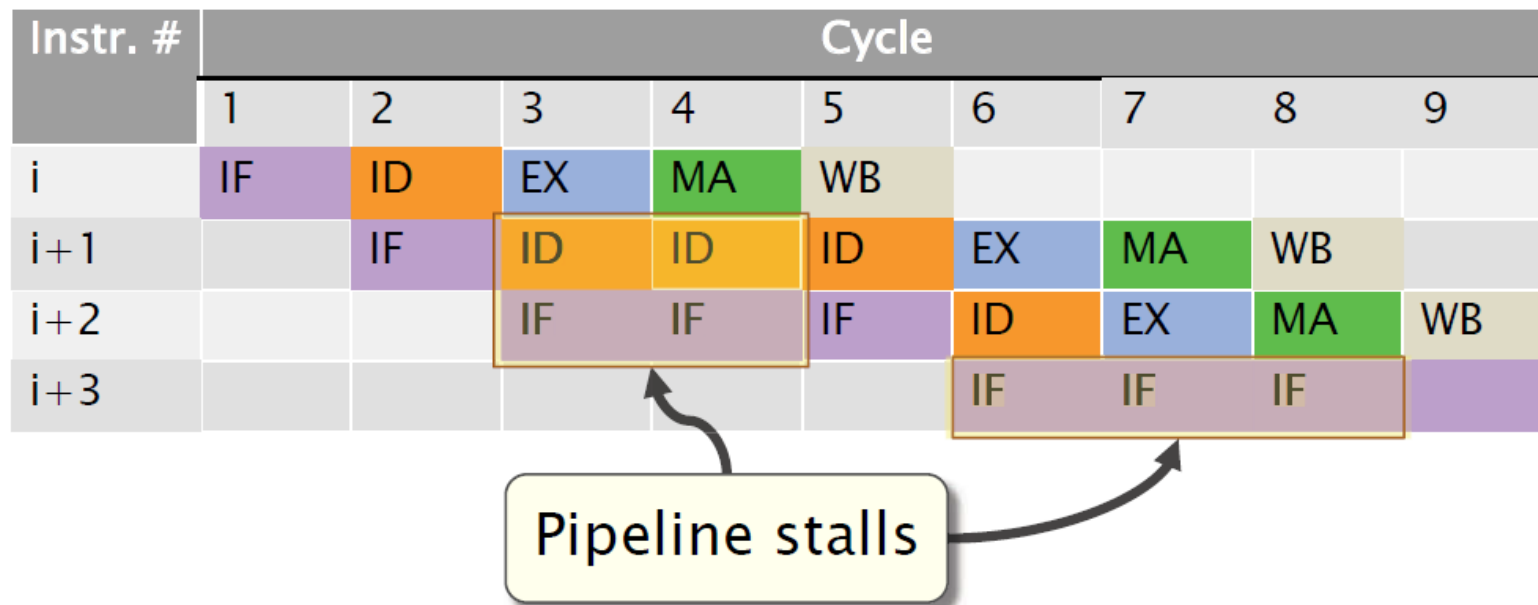 Instr. # Cycle
1 2 3 4 5 6 7 8 9
i IF ID EX MA WB
i+1 IF ID ID ID EX MA WB
i+2 IF IF IF ID EX MA WB
i+3 IF IF IF
Pipeline stalls